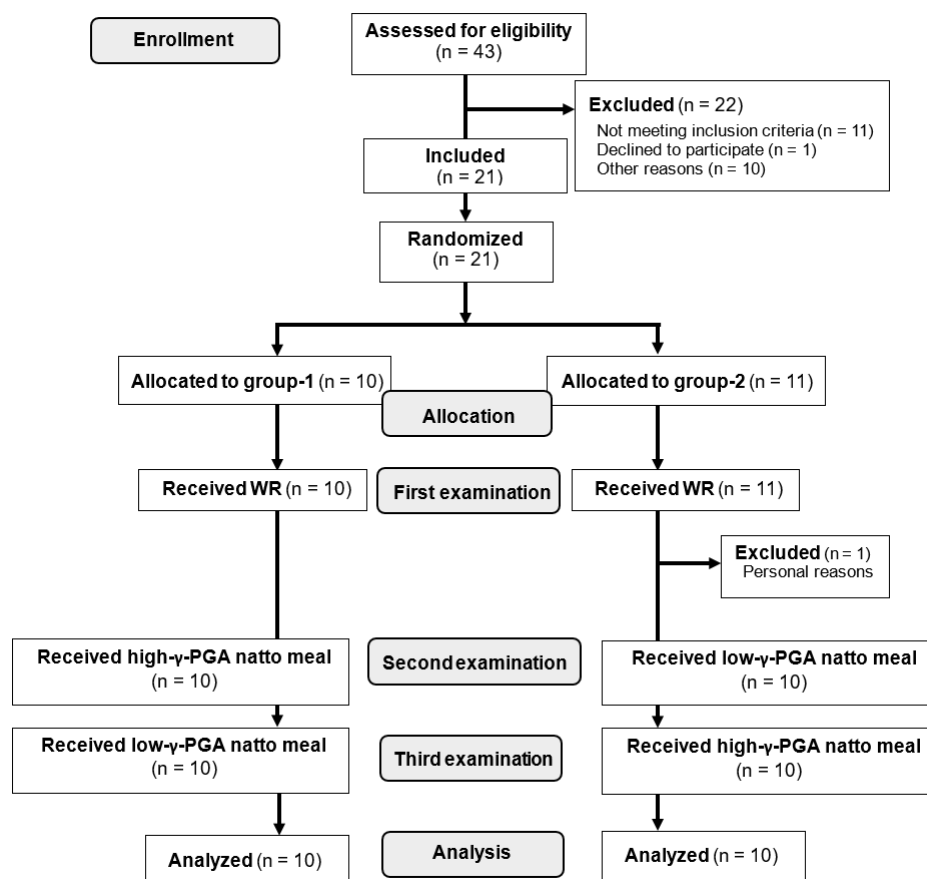 Enrollment
Assessed for eligibility
(n = 43)
Excluded (n = 22)
Not meeting inclusion criteria (n = 11)
Declined to participate (n = 1)
Other reasons (n = 10)
Included
(n = 21)
Randomized
(n = 21)
Allocated to group-1 (n = 10)
Allocated to group-2 (n = 11)
Allocation
Received WR (n = 10)
First examination
Received WR (n = 11)
Excluded (n = 1)
Personal reasons
Received high-γ-PGA natto meal
(n = 10)
Second examination
Received low-γ-PGA natto meal
(n = 10)
Received low-γ-PGA natto meal
(n = 10)
Third examination
Received high-γ-PGA natto meal
(n = 10)
Analyzed (n = 10)
Analysis
Analyzed (n = 10)